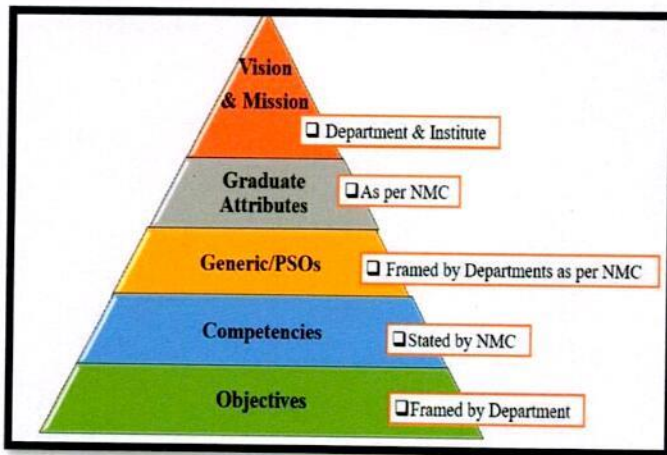 Vision
& Mission
❑ Department & Institute
Graduate
Attributes
❑As per NMC
Generic/PSOs
❑ Framed by Departments as per NMC
Competencies
❑Stated by NMC
Objectives
❑Framed by Department